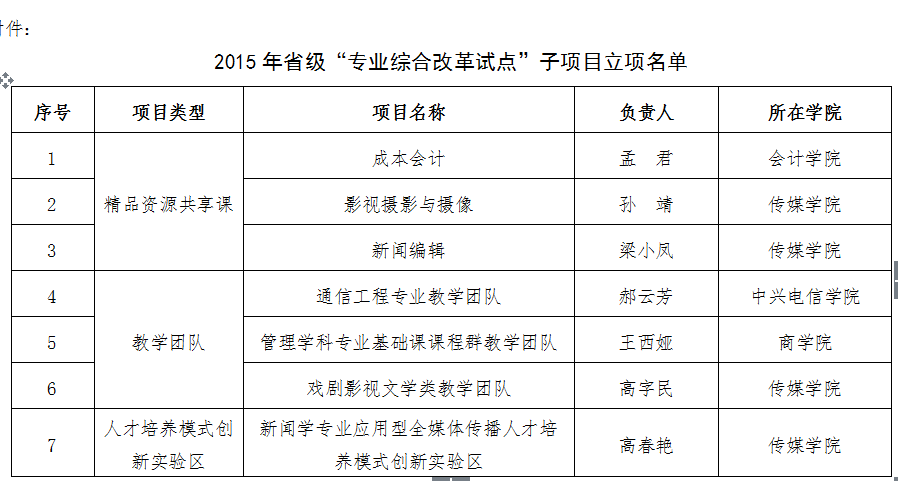 件：
2015 年省级“专业综合改革试点”子项目立项名单
序号 项目类型 项目名称 负责人 所在学院
1 成本会计 孟 君 会计学院
2 精品资源共享课 影视摄影与摄像 孙 靖 传媒学院
3 新闻编辑 梁小凤 传媒学院
4 通信工程专业教学团队 郝云芳 中兴电信学院
5 教学团队 管理学科专业基础课课程群教学团队 王西娅 商学院
6 戏剧影视文学类教学团队 高字民 传媒学院
7 人才培养模式创 新闻学专业应用型全媒体传播人才培 高春艳 传媒学院
新实验区 养模式创新实验区